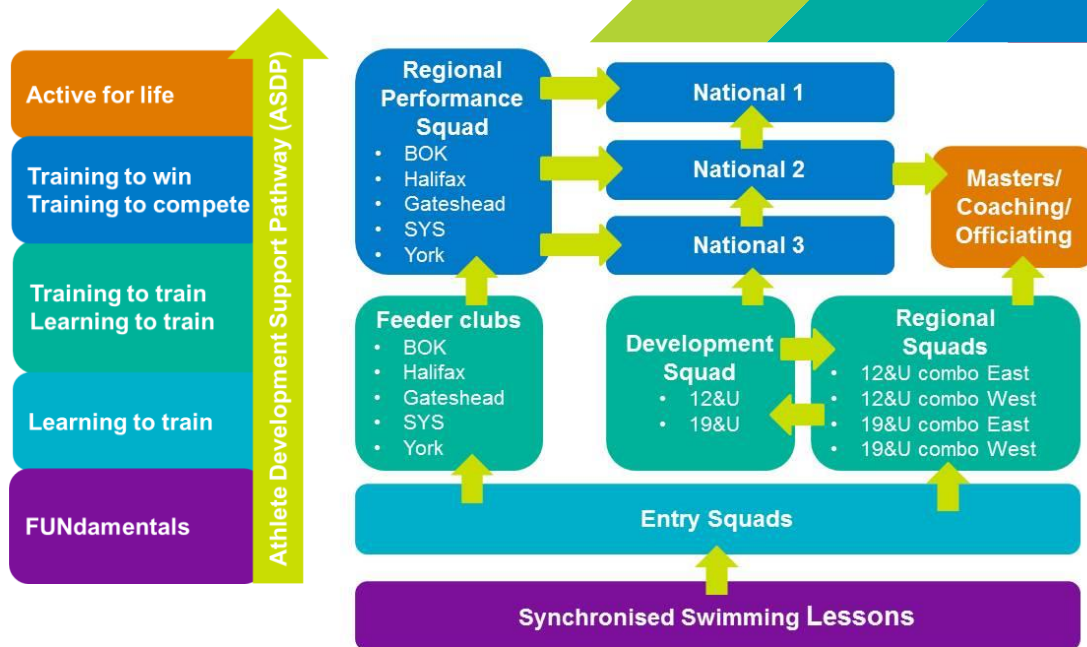 Active for life
Training to win
Training to compete
Training to train
Learning to train
Learning to train
FUNdamentals
Athlete Development Support Pathway (ASDP)
Regional
Performance
Squad
• BOK
• Halifax
• Gateshead
• SYS
• York
National 1
National 2
National 3
Masters/
Coaching/
Officiating
Feeder clubs
• BOK
• Halifax
• Gateshead
• SYS
• York
Development
Squad
• 12&U
• 19&U
Regional
Squads
• 12&U combo East
• 12&U combo West
• 19&U combo East
• 19&U combo West
Entry Squads
Synchronised Swimming Lessons